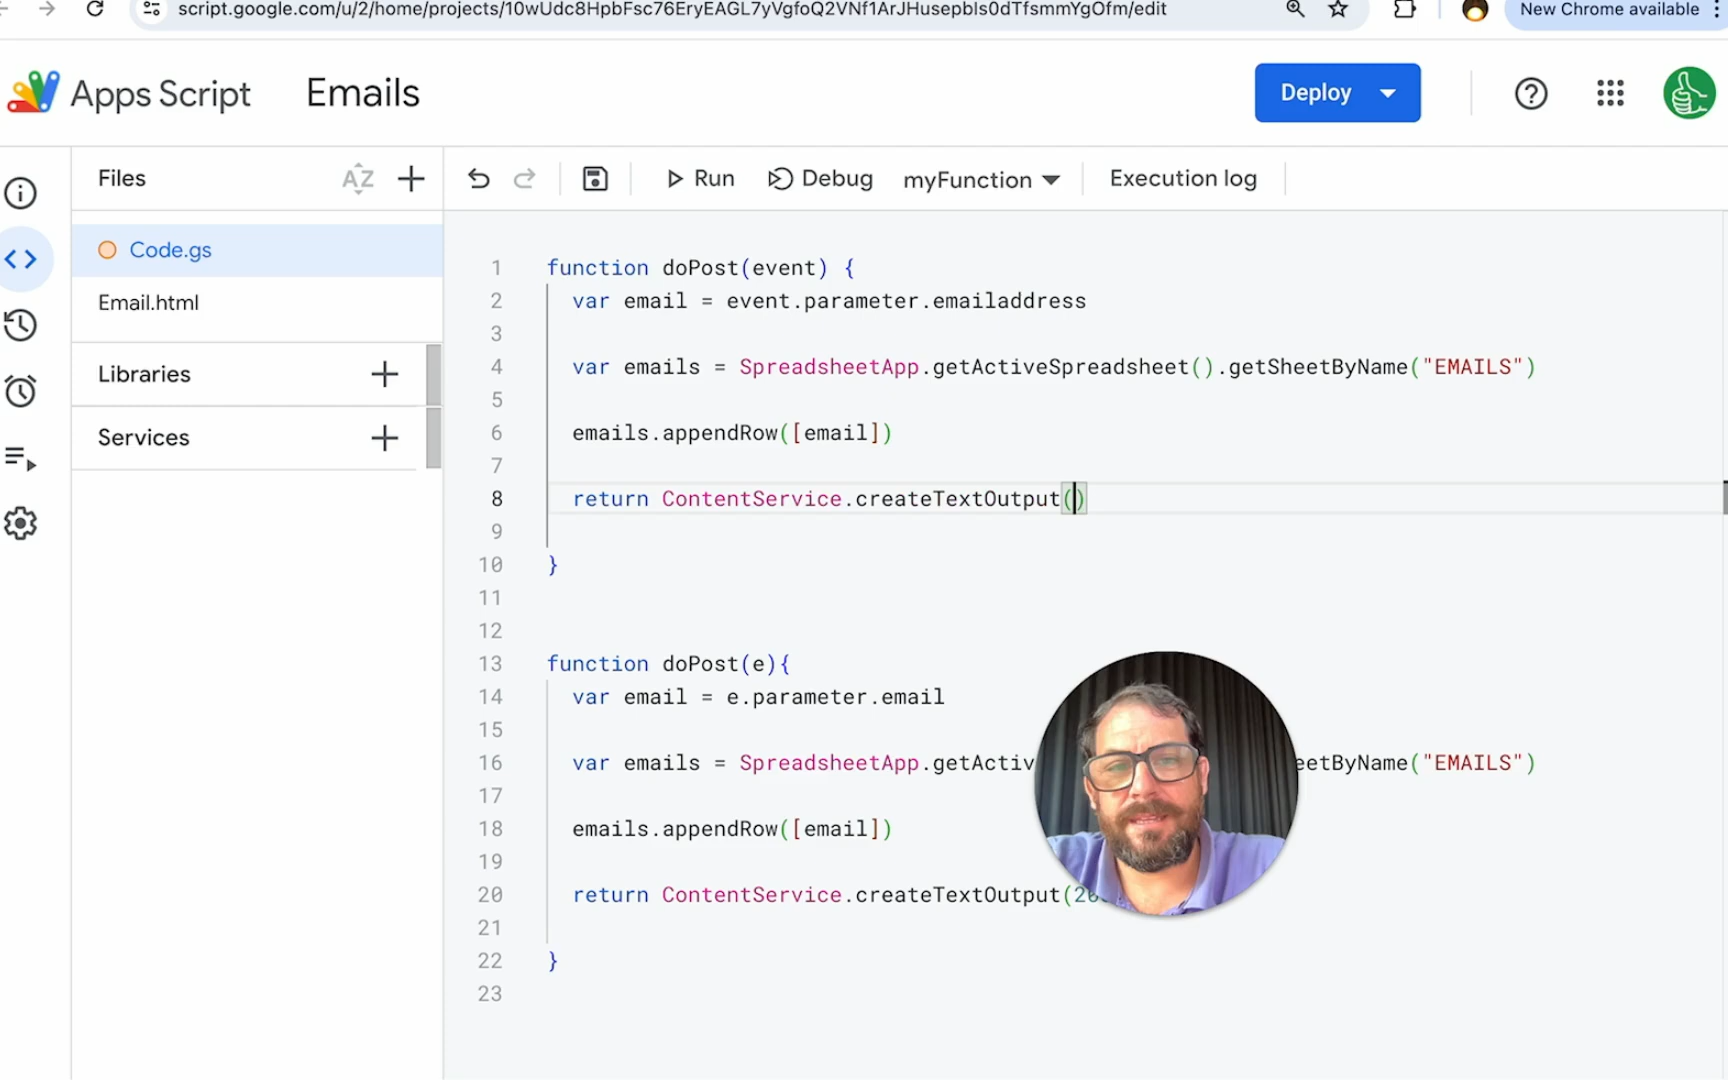 script.google.com/u/2/home/projects/10wUdc8HpbFsc76EryEAGL7yVgfoQ2VNf1ArJHusepbIs0dTfsmmYgOfm/edit
New Chrome available
Apps Script
Emails
Deploy
Files
AZ
Run
Debug
myFunction
Execution log
Code.gs
Email.html
Libraries
Services
1 function doPost(event) {
2 var email = event.parameter.emailaddress
3
4 var emails = SpreadsheetApp.getActiveSpreadsheet().getSheetByName("EMAILS")
5
6 emails.appendRow([email])
7
8 return ContentService.createTextOutput()
9
10 }
11
12
13 function doPost(e){
14 var email = e.parameter.email
15
16 var emails = SpreadsheetApp.getActiv eetByName("EMAILS")
17
18 emails.appendRow([email])
19
20 return ContentService.createTextOutput(
21
22 }
23